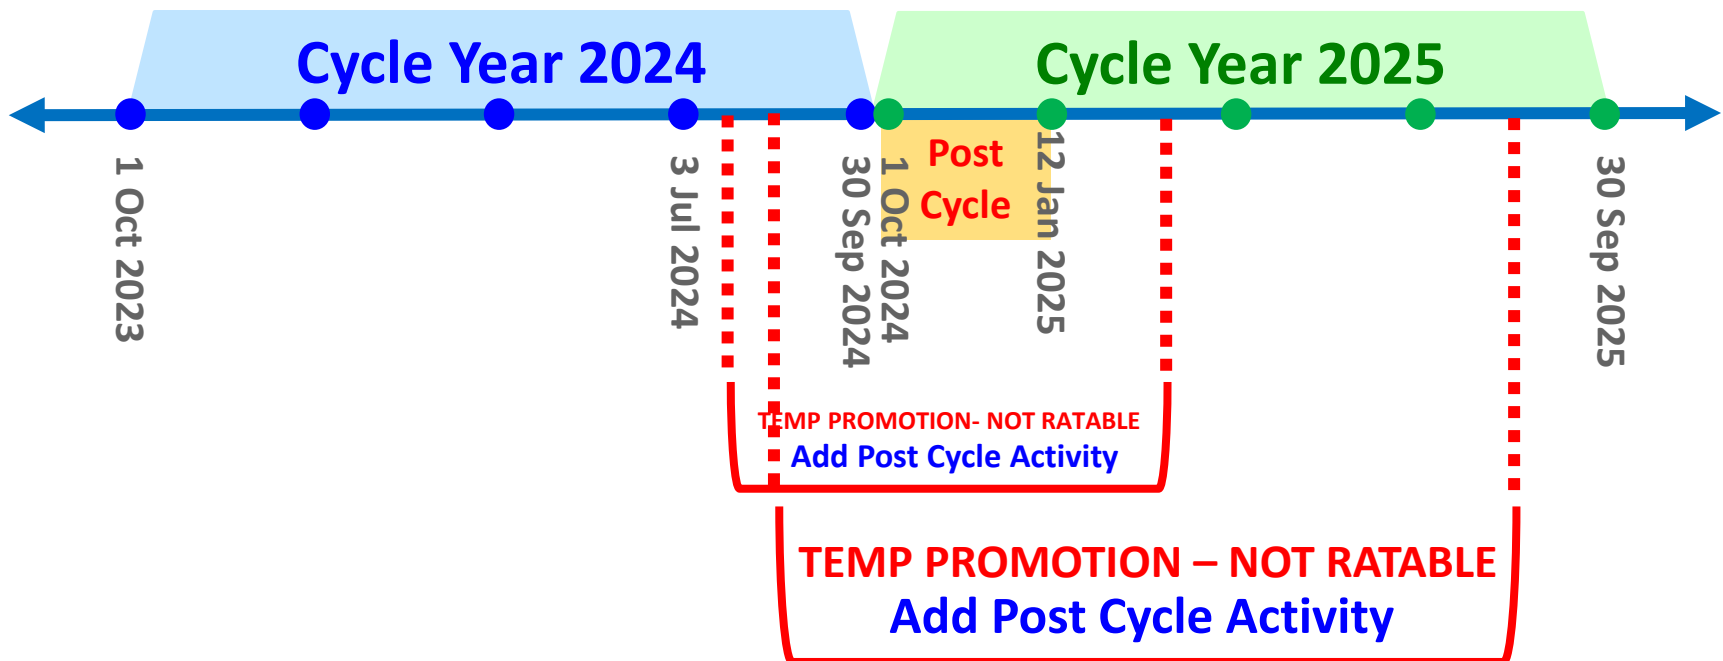 Cycle Year 2024
Cycle Year 2025
1 Oct 2023
3 Jul 2024
30 Sep 2024
1 Oct 2024
Post
Cycle
12 Jan 2025
30 Sep 2025
TEMP PROMOTION- NOT RATABLE
Add Post Cycle Activity
TEMP PROMOTION – NOT RATABLE
Add Post Cycle Activity